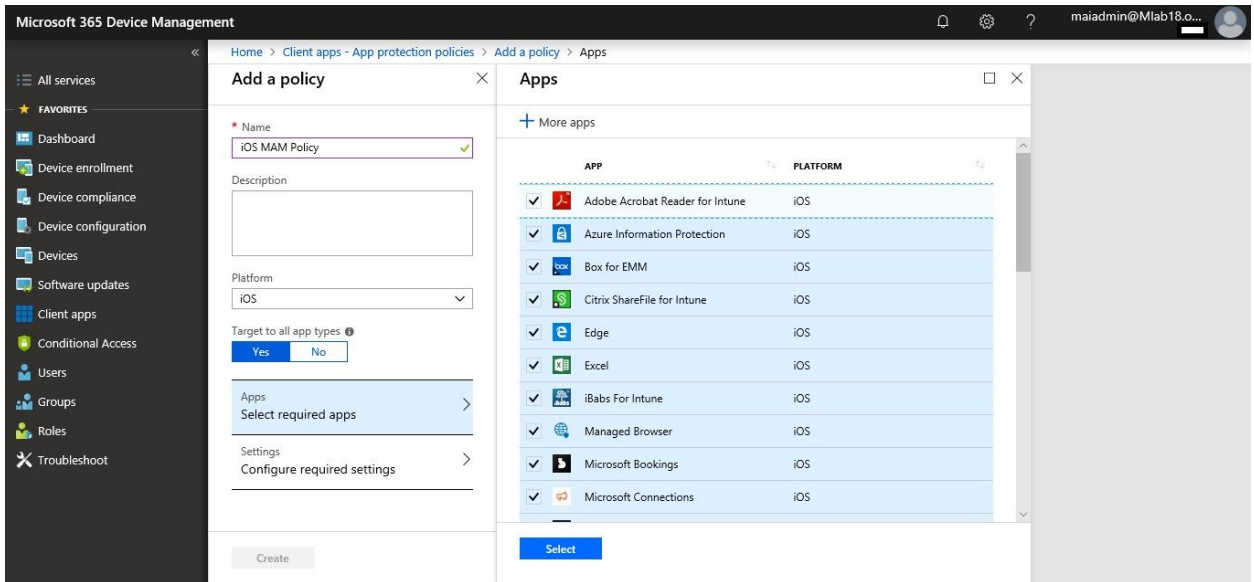 Microsoft 365 Device Management
?
maiadmin@Mlab18.o...
«
Home > Client apps - App protection policies > Add a policy > Apps
All services
FAVORITES
Dashboard
Device enrollment
Device compliance
Device configuration
Devices
Software updates
Client apps
Conditional Access
Users
Groups
Roles
Troubleshoot
Add a policy
* Name
iOS MAM Policy
Description
Platform
iOS
Target to all app types
Yes No
Apps
Select required apps
Settings
Configure required settings
Create
Apps
+ More apps
APP PLATFORM
Adobe Acrobat Reader for Intune iOS
Azure Information Protection iOS
box Box for EMM iOS
Citrix ShareFile for Intune iOS
Edge iOS
Excel iOS
iBabs For Intune iOS
Managed Browser iOS
Microsoft Bookings iOS
Microsoft Connections iOS
Select